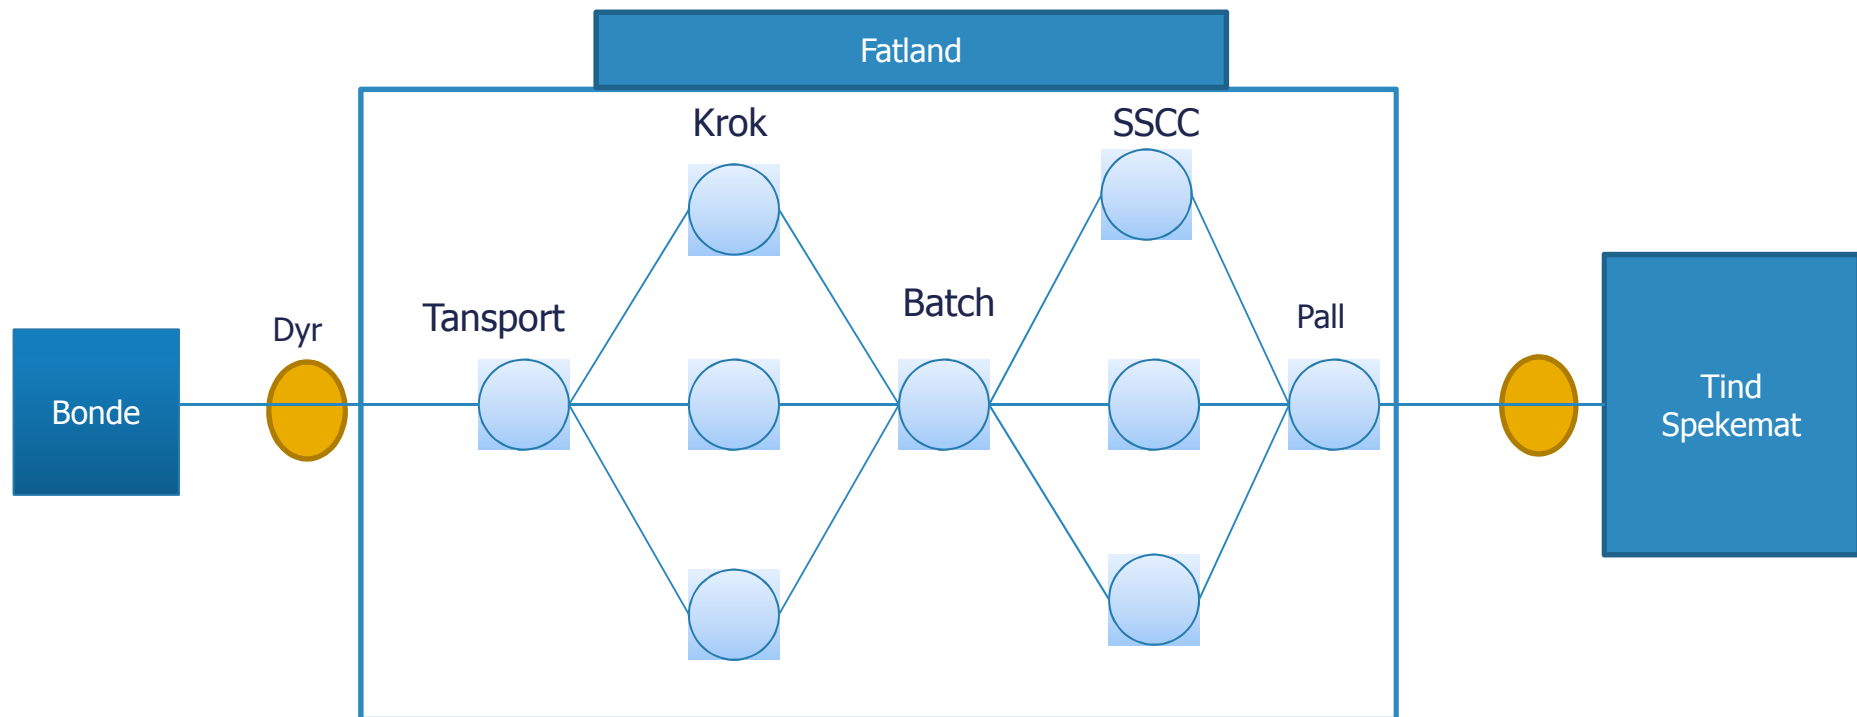 Fatland
Krok
SSCC
Dyr
Tansport
Batch
Pall
Bonde
Tind
Spekemat